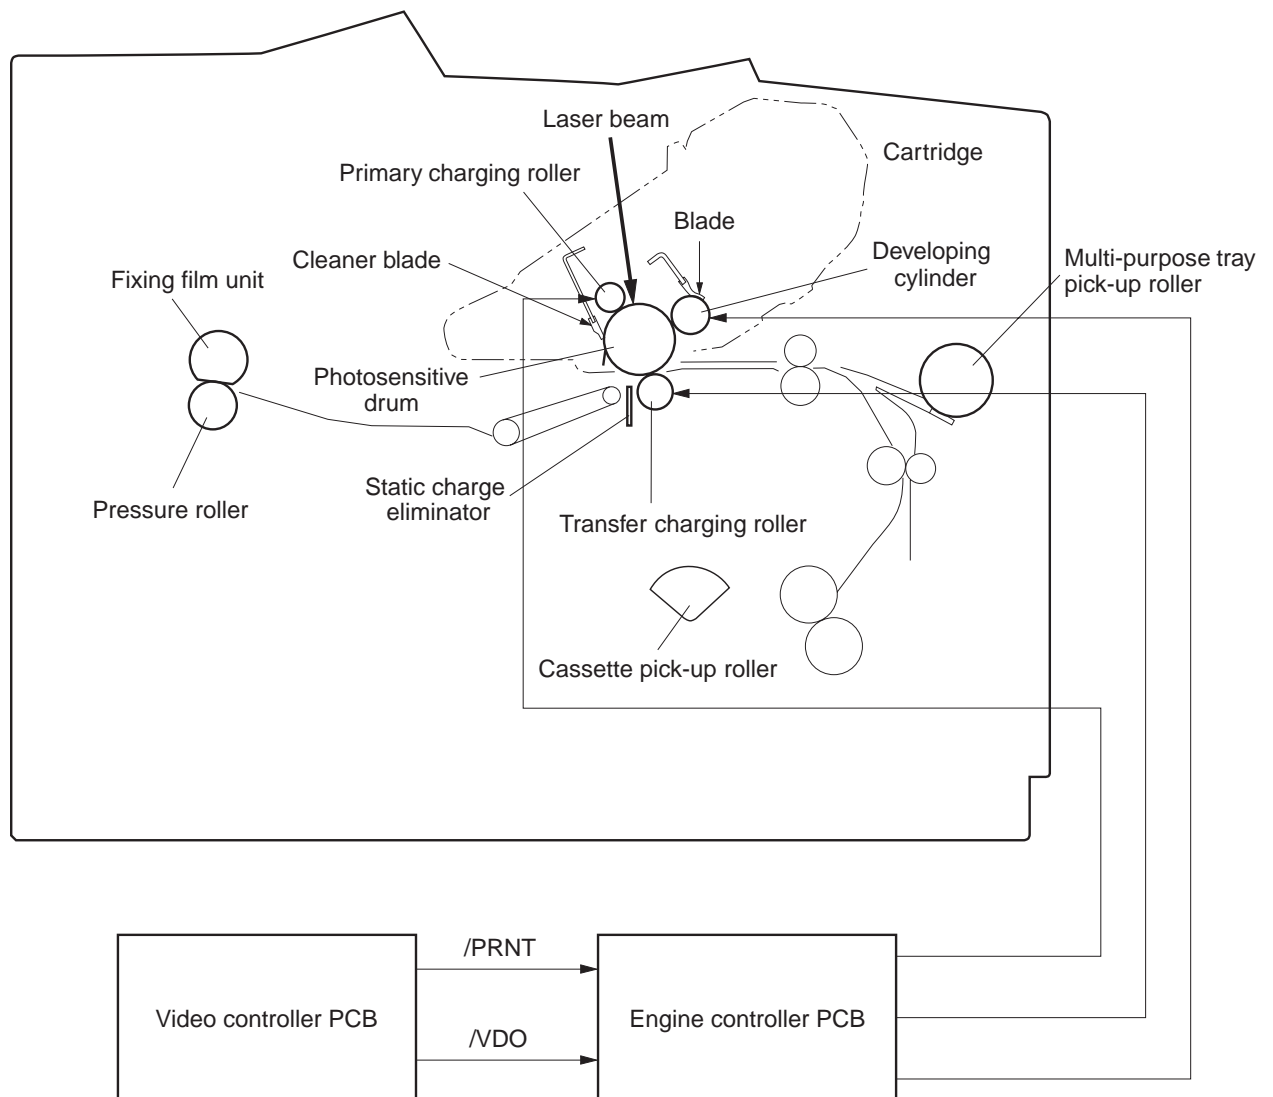 Laser beam
Cartridge
Primary charging roller
Blade
Cleaner blade
Developing
cylinder
Multi-purpose tray
pick-up roller
Fixing film unit
Photosensitive
drum
Static charge
eliminator
Pressure roller
Transfer charging roller
Cassette pick-up roller
/PRNT
Video controller PCB
Engine controller PCB
/VDO